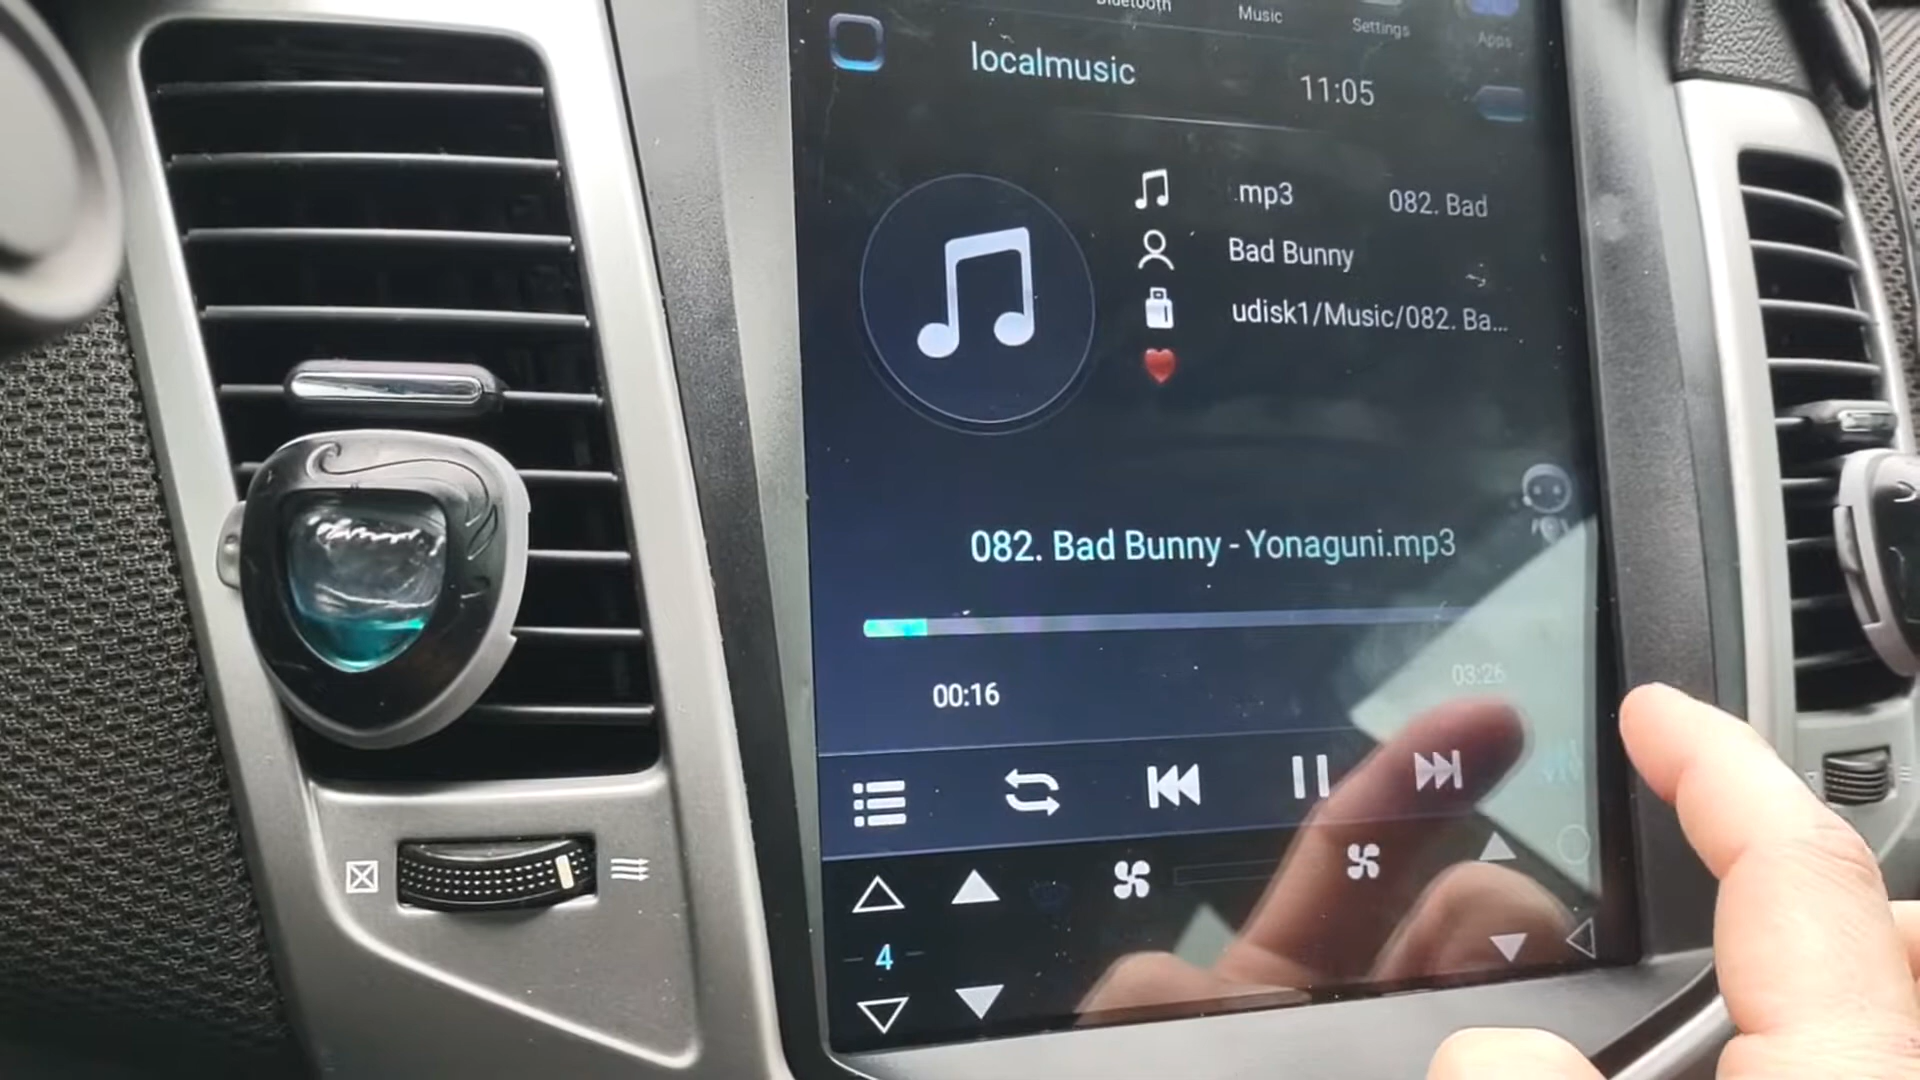 Bluetooth
Music
Settings
Apps
localmusic
11:05
.mp3 082. Bad
Bad Bunny
udisk1/Music/082. Ba...
082. Bad Bunny - Yonaguni.mp3
00:16
03:26
4